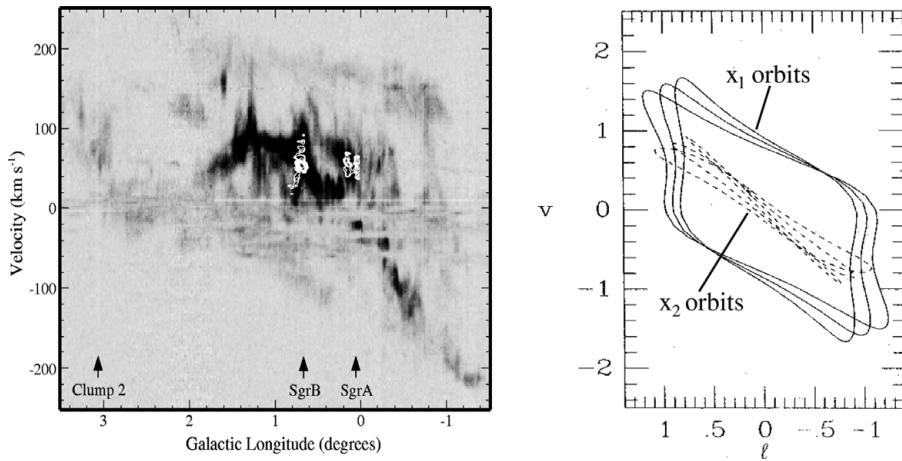 200
100
0
-100
-200
Velocity (km s⁻¹)
Clump 2
SgrB
SgrA
3 2 1 0 -1
Galactic Longitude (degrees)
2
1
0
-1
-2
v
x₁ orbits
x₂ orbits
1 .5 0 -.5 -1
ℓ